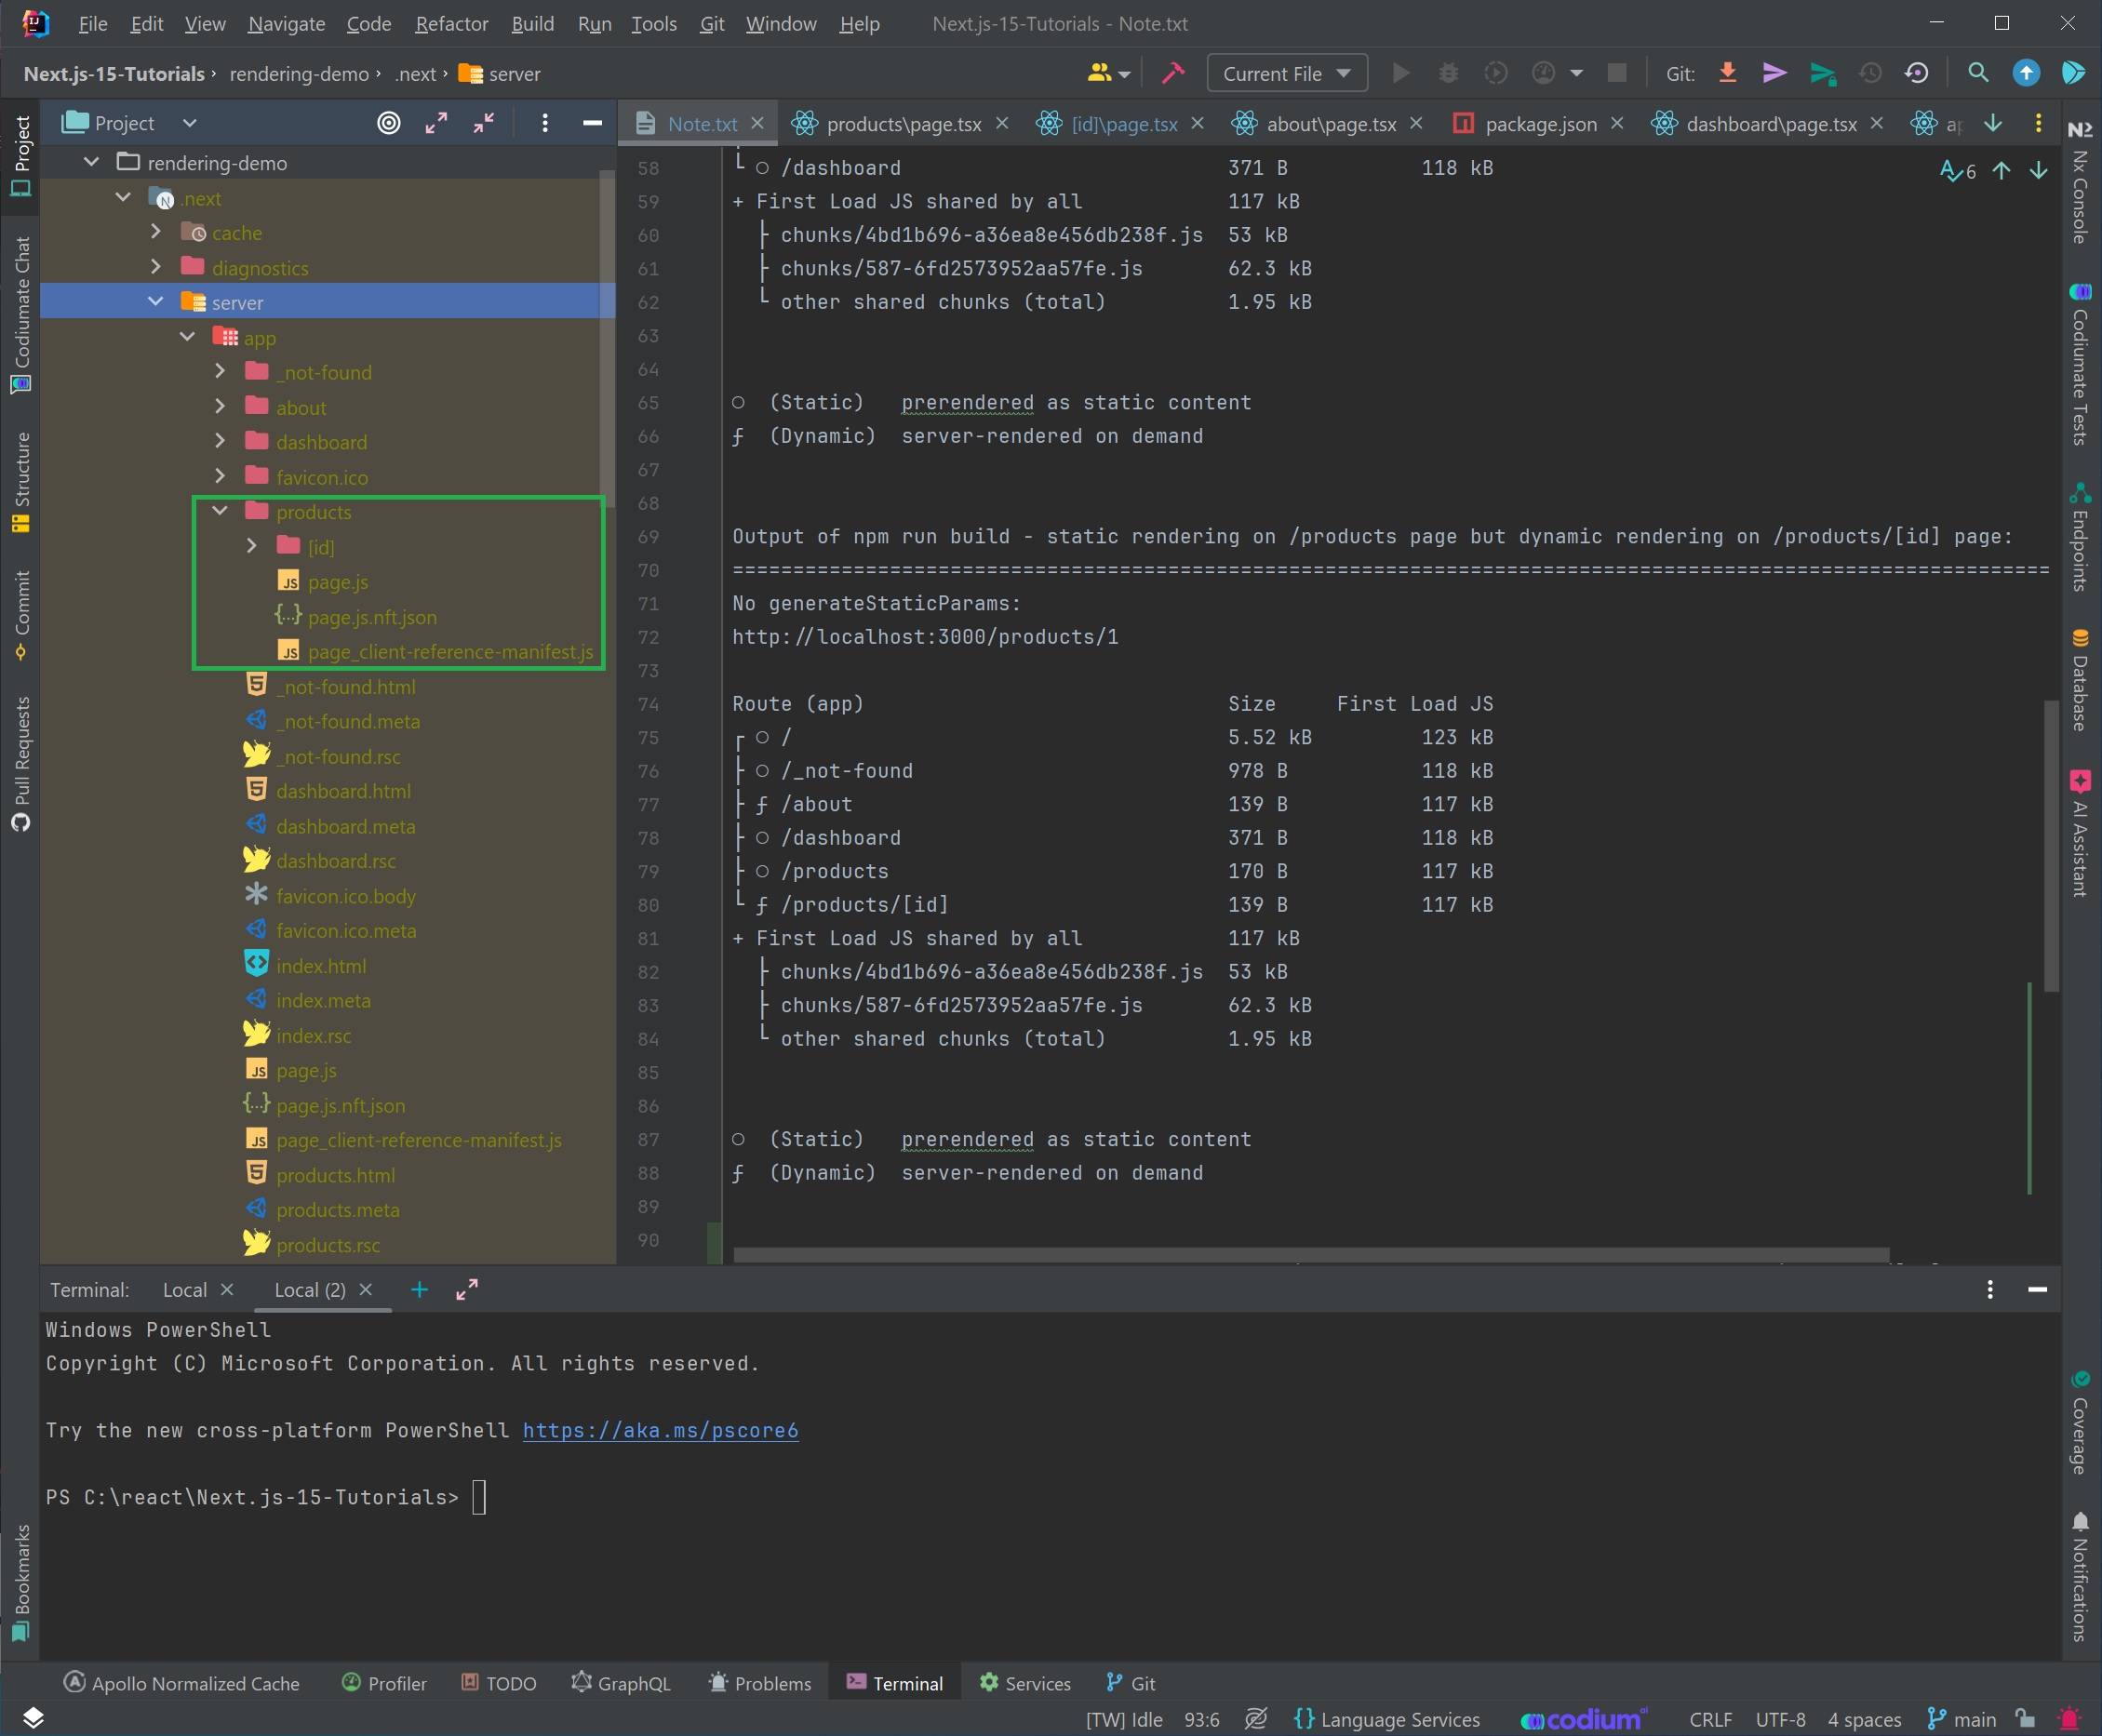 File Edit View Navigate Code Refactor Build Run Tools Git Window Help Next.js-15-Tutorials - Note.txt
Next.js-15-Tutorials › rendering-demo › .next › server Current File Git:
Project
Note.txt products\page.tsx [id]\page.tsx about\page.tsx package.json dashboard\page.tsx
Project
Codiumate Chat
Structure
Commit
Pull Requests
Bookmarks
rendering-demo
.next
cache
diagnostics
server
app
_not-found
about
dashboard
favicon.ico
products
[id]
page.js
page.js.nft.json
page_client-reference-manifest.js
_not-found.html
_not-found.meta
_not-found.rsc
dashboard.html
dashboard.meta
dashboard.rsc
favicon.ico.body
favicon.ico.meta
index.html
index.meta
index.rsc
page.js
page.js.nft.json
page_client-reference-manifest.js
products.html
products.meta
products.rsc
6
58 └ ○ /dashboard 371 B 118 kB
59 + First Load JS shared by all 117 kB
60 ├ chunks/4bd1b696-a36ea8e456db238f.js 53 kB
61 ├ chunks/587-6fd2573952aa57fe.js 62.3 kB
62 └ other shared chunks (total) 1.95 kB
63
64
65 ○ (Static) prerendered as static content
66 ƒ (Dynamic) server-rendered on demand
67
68
69 Output of npm run build - static rendering on /products page but dynamic rendering on /products/[id] page:
70 ============================================================================================================
71 No generateStaticParams:
72 http://localhost:3000/products/1
73
74 Route (app) Size First Load JS
75 ┌ ○ / 5.52 kB 123 kB
76 ├ ○ /_not-found 978 B 118 kB
77 ├ ƒ /about 139 B 117 kB
78 ├ ○ /dashboard 371 B 118 kB
79 ├ ○ /products 170 B 117 kB
80 └ ƒ /products/[id] 139 B 117 kB
81 + First Load JS shared by all 117 kB
82 ├ chunks/4bd1b696-a36ea8e456db238f.js 53 kB
83 ├ chunks/587-6fd2573952aa57fe.js 62.3 kB
84 └ other shared chunks (total) 1.95 kB
85
86
87 ○ (Static) prerendered as static content
88 ƒ (Dynamic) server-rendered on demand
89
90
Nx Console
Codiumate Tests
Endpoints
Database
AI Assistant
Coverage
Notifications
Terminal: Local Local (2)
Windows PowerShell
Copyright (C) Microsoft Corporation. All rights reserved.
Try the new cross-platform PowerShell https://aka.ms/pscore6
PS C:\react\Next.js-15-Tutorials>
Apollo Normalized Cache Profiler TODO GraphQL Problems Terminal Services Git
[TW] Idle 93:6 Language Services codium ai CRLF UTF-8 4 spaces main